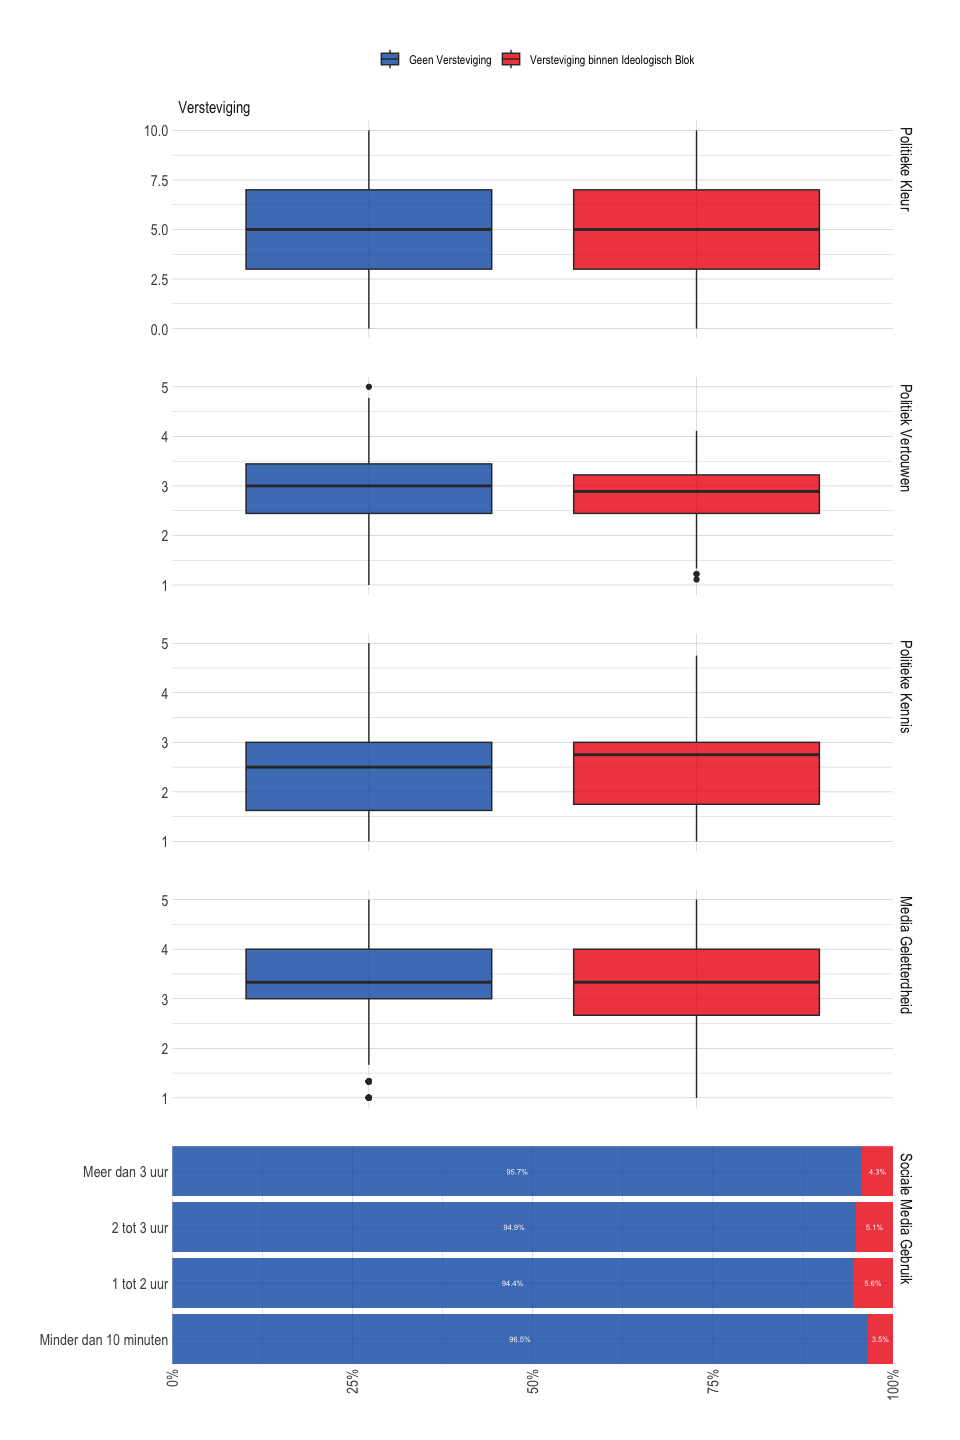 Geen Versteviging Versteviging binnen Ideologisch Blok
Versteviging
Politieke Kleur
10.0
7.5
5.0
2.5
0.0
Politiek Vertouwen
5
4
3
2
1
Politieke Kennis
5
4
3
2
1
Media Geletterdheid
5
4
3
2
1
Sociale Media Gebruik
Meer dan 3 uur 95.7% 4.3%
2 tot 3 uur 94.9% 5.1%
1 tot 2 uur 94.4% 5.6%
Minder dan 10 minuten 96.5% 3.5%
0% 25% 50% 75% 100%